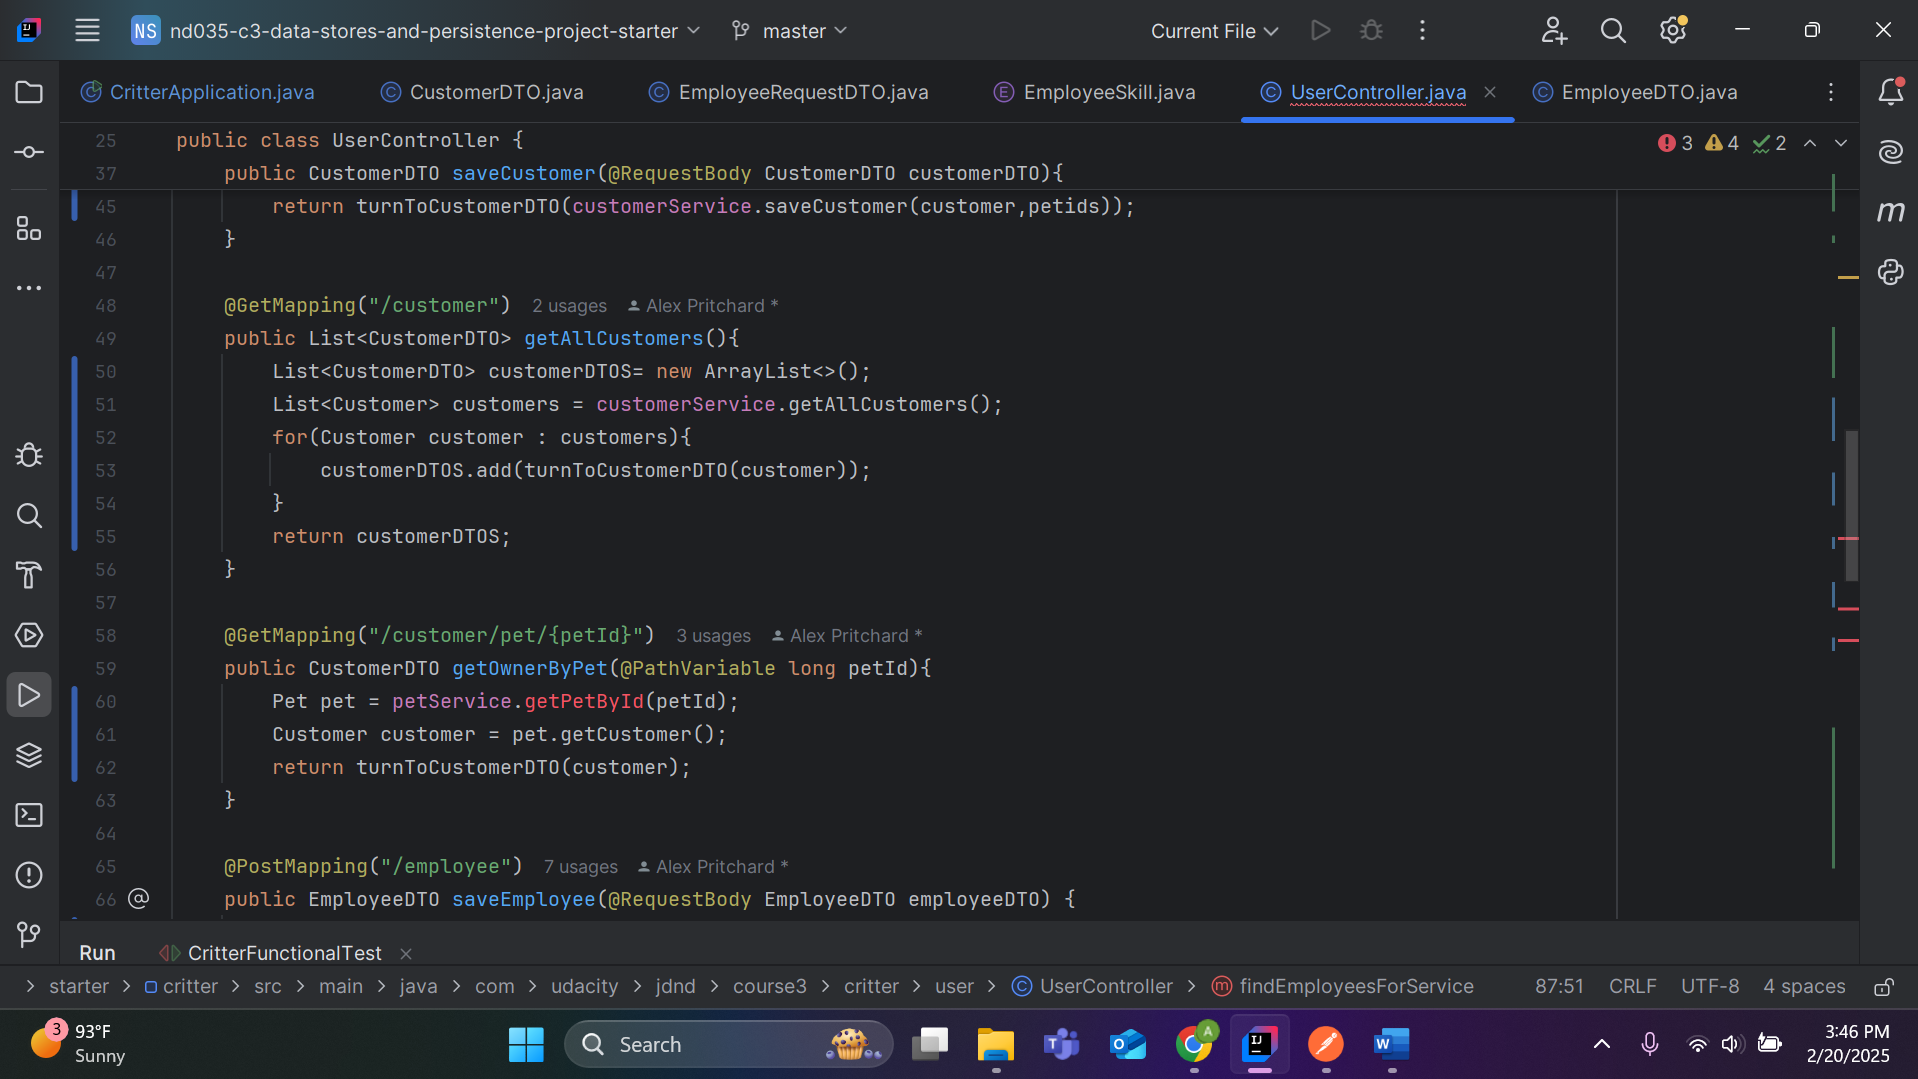 NS nd035-c3-data-stores-and-persistence-project-starter master Current File
CritterApplication.java CustomerDTO.java EmployeeRequestDTO.java EmployeeSkill.java UserController.java EmployeeDTO.java
25 public class UserController { 3 4 2
37 public CustomerDTO saveCustomer(@RequestBody CustomerDTO customerDTO){
45 return turnToCustomerDTO(customerService.saveCustomer(customer,petids));
46 }
47
48 @GetMapping("/customer") 2 usages Alex Pritchard *
49 public List<CustomerDTO> getAllCustomers(){
50 List<CustomerDTO> customerDTOS= new ArrayList<>();
51 List<Customer> customers = customerService.getAllCustomers();
52 for(Customer customer : customers){
53 customerDTOS.add(turnToCustomerDTO(customer));
54 }
55 return customerDTOS;
56 }
57
58 @GetMapping("/customer/pet/{petId}") 3 usages Alex Pritchard *
59 public CustomerDTO getOwnerByPet(@PathVariable long petId){
60 Pet pet = petService.getPetById(petId);
61 Customer customer = pet.getCustomer();
62 return turnToCustomerDTO(customer);
63 }
64
65 @PostMapping("/employee") 7 usages Alex Pritchard *
66 @ public EmployeeDTO saveEmployee(@RequestBody EmployeeDTO employeeDTO) {
Run CritterFunctionalTest
starter > critter > src > main > java > com > udacity > jdnd > course3 > critter > user > UserController > findEmployeesForService 87:51 CRLF UTF-8 4 spaces
3 93°F
Sunny
Search
3:46 PM
2/20/2025